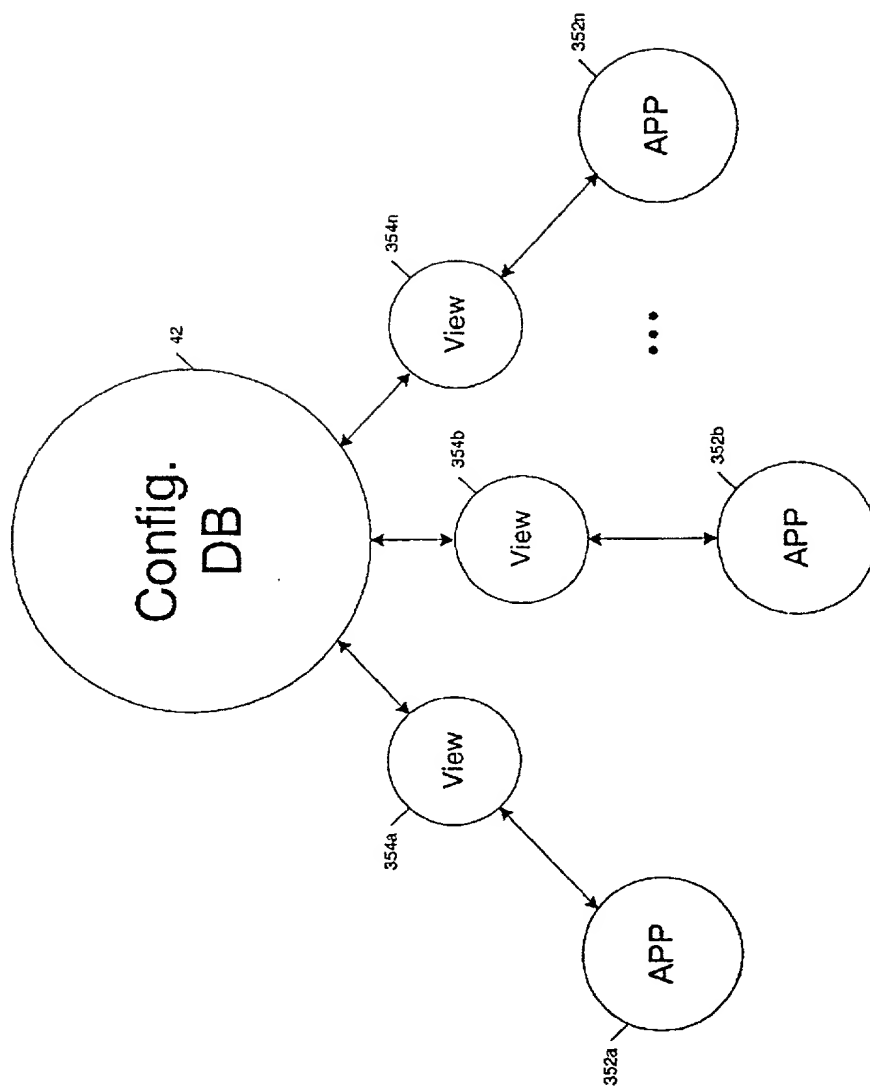 42
Config.
DB
354a
View
354b
View
354n
View
352a
APP
352b
APP
...
352n
APP